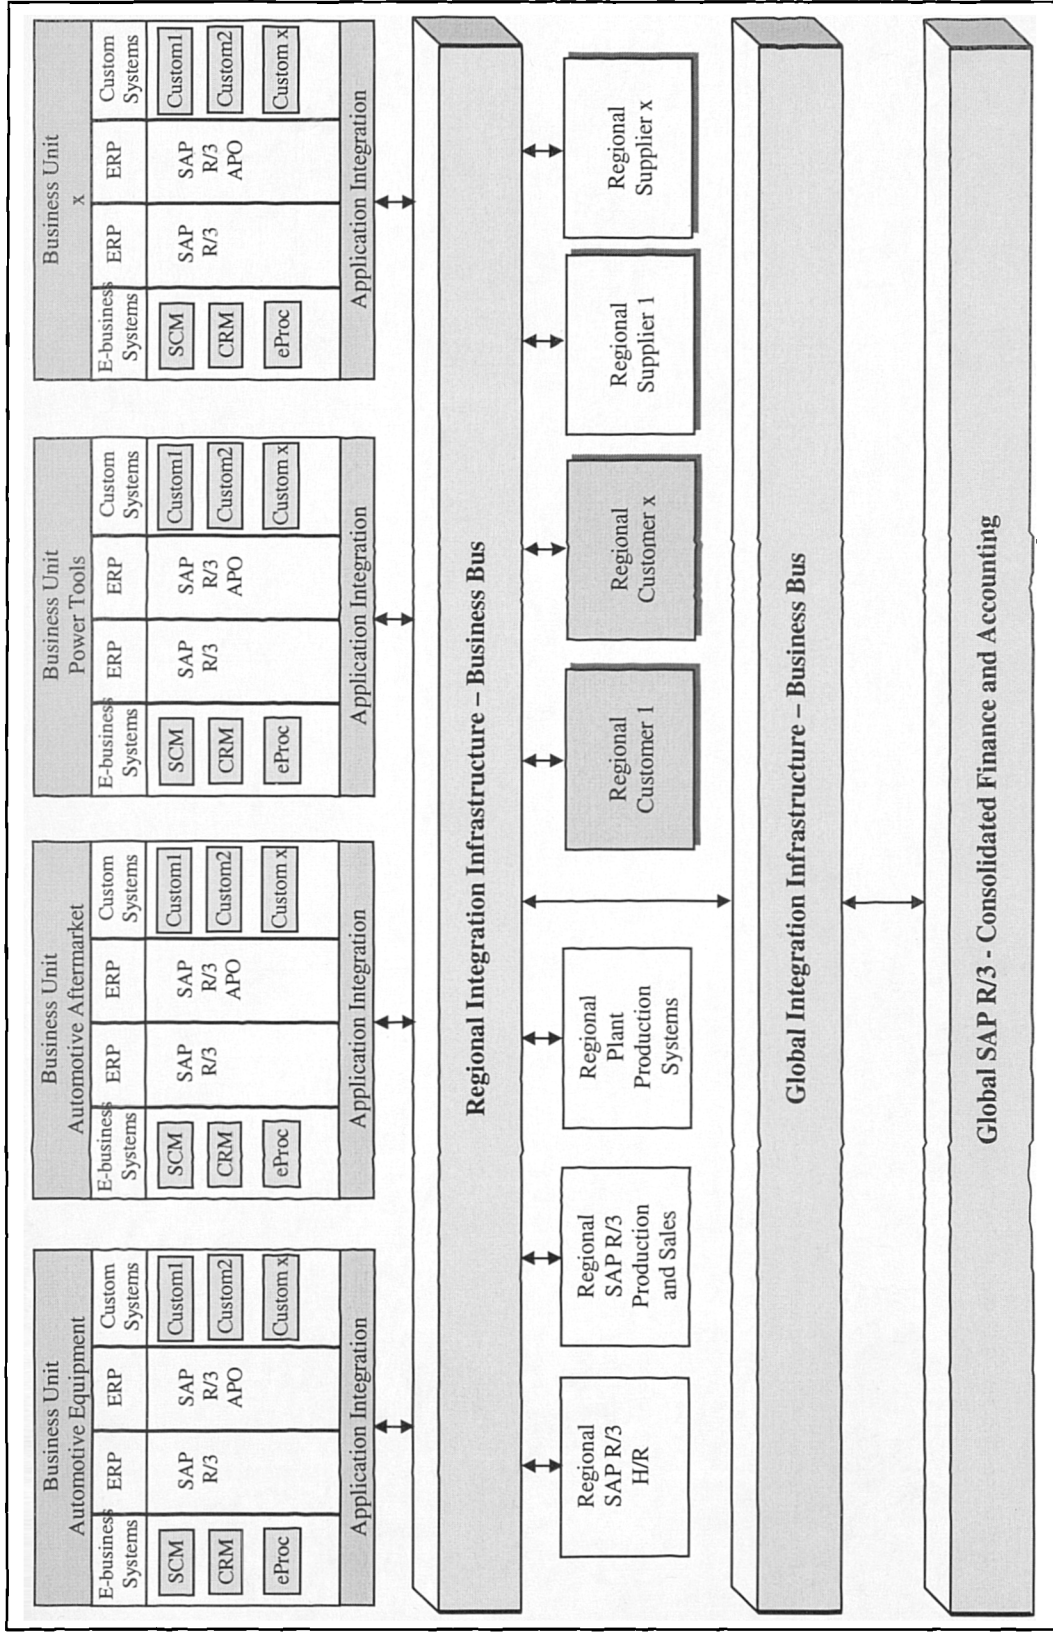 Business Unit
Automotive Equipment
E-business
Systems
ERP
ERP
Custom
Systems
SCM
CRM
eProc
SAP
R/3
SAP
R/3
APO
Custom1
Custom2
Custom x
Application Integration
Business Unit
Automotive Aftermarket
E-business
Systems
ERP
ERP
Custom
Systems
SCM
CRM
eProc
SAP
R/3
SAP
R/3
APO
Custom1
Custom2
Custom x
Application Integration
Business Unit
Power Tools
E-business
Systems
ERP
ERP
Custom
Systems
SCM
CRM
eProc
SAP
R/3
SAP
R/3
APO
Custom1
Custom2
Custom x
Application Integration
Business Unit
x
E-business
Systems
ERP
ERP
Custom
Systems
SCM
CRM
eProc
SAP
R/3
SAP
R/3
APO
Custom1
Custom2
Custom x
Application Integration
Regional Integration Infrastructure – Business Bus
Regional
SAP R/3
H/R
Regional
SAP R/3
Production
and Sales
Regional
Plant
Production
Systems
Regional
Customer 1
Regional
Customer x
Regional
Supplier 1
Regional
Supplier x
Global Integration Infrastructure – Business Bus
Global SAP R/3 - Consolidated Finance and Accounting